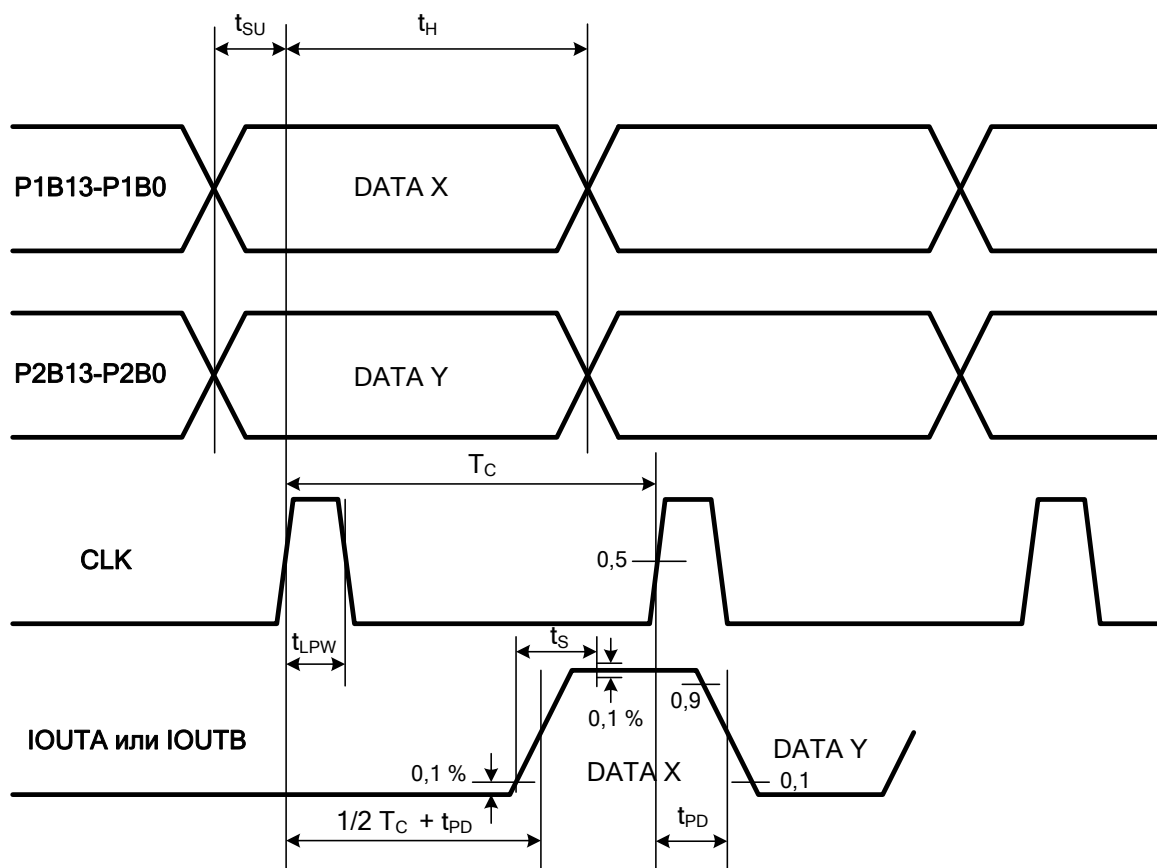 tSU
tH
P1B13-P1B0
DATA X
P2B13-P2B0
DATA Y
TC
CLK
0,5
tLPW
tS
0,1 %
0,9
IOUTA или IOUTB
DATA Y
0,1 %
DATA X
0,1
1/2 TC + tPD
tPD